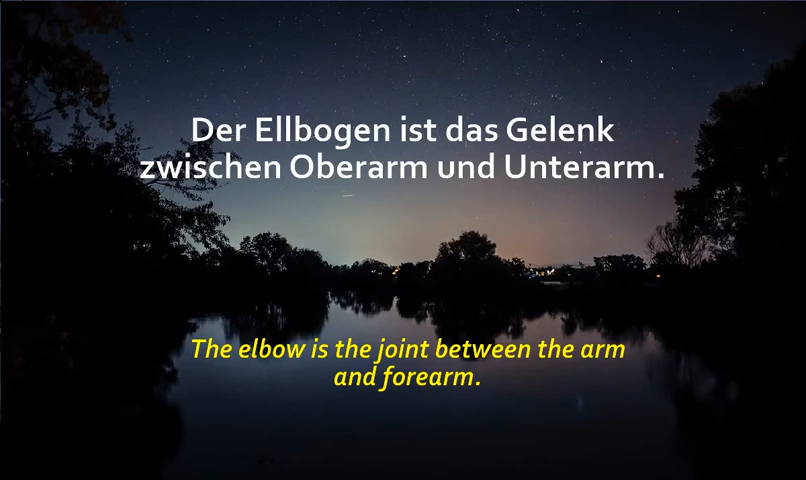 Der Ellbogen ist das Gelenk
zwischen Oberarm und Unterarm.
The elbow is the joint between the arm
and forearm.